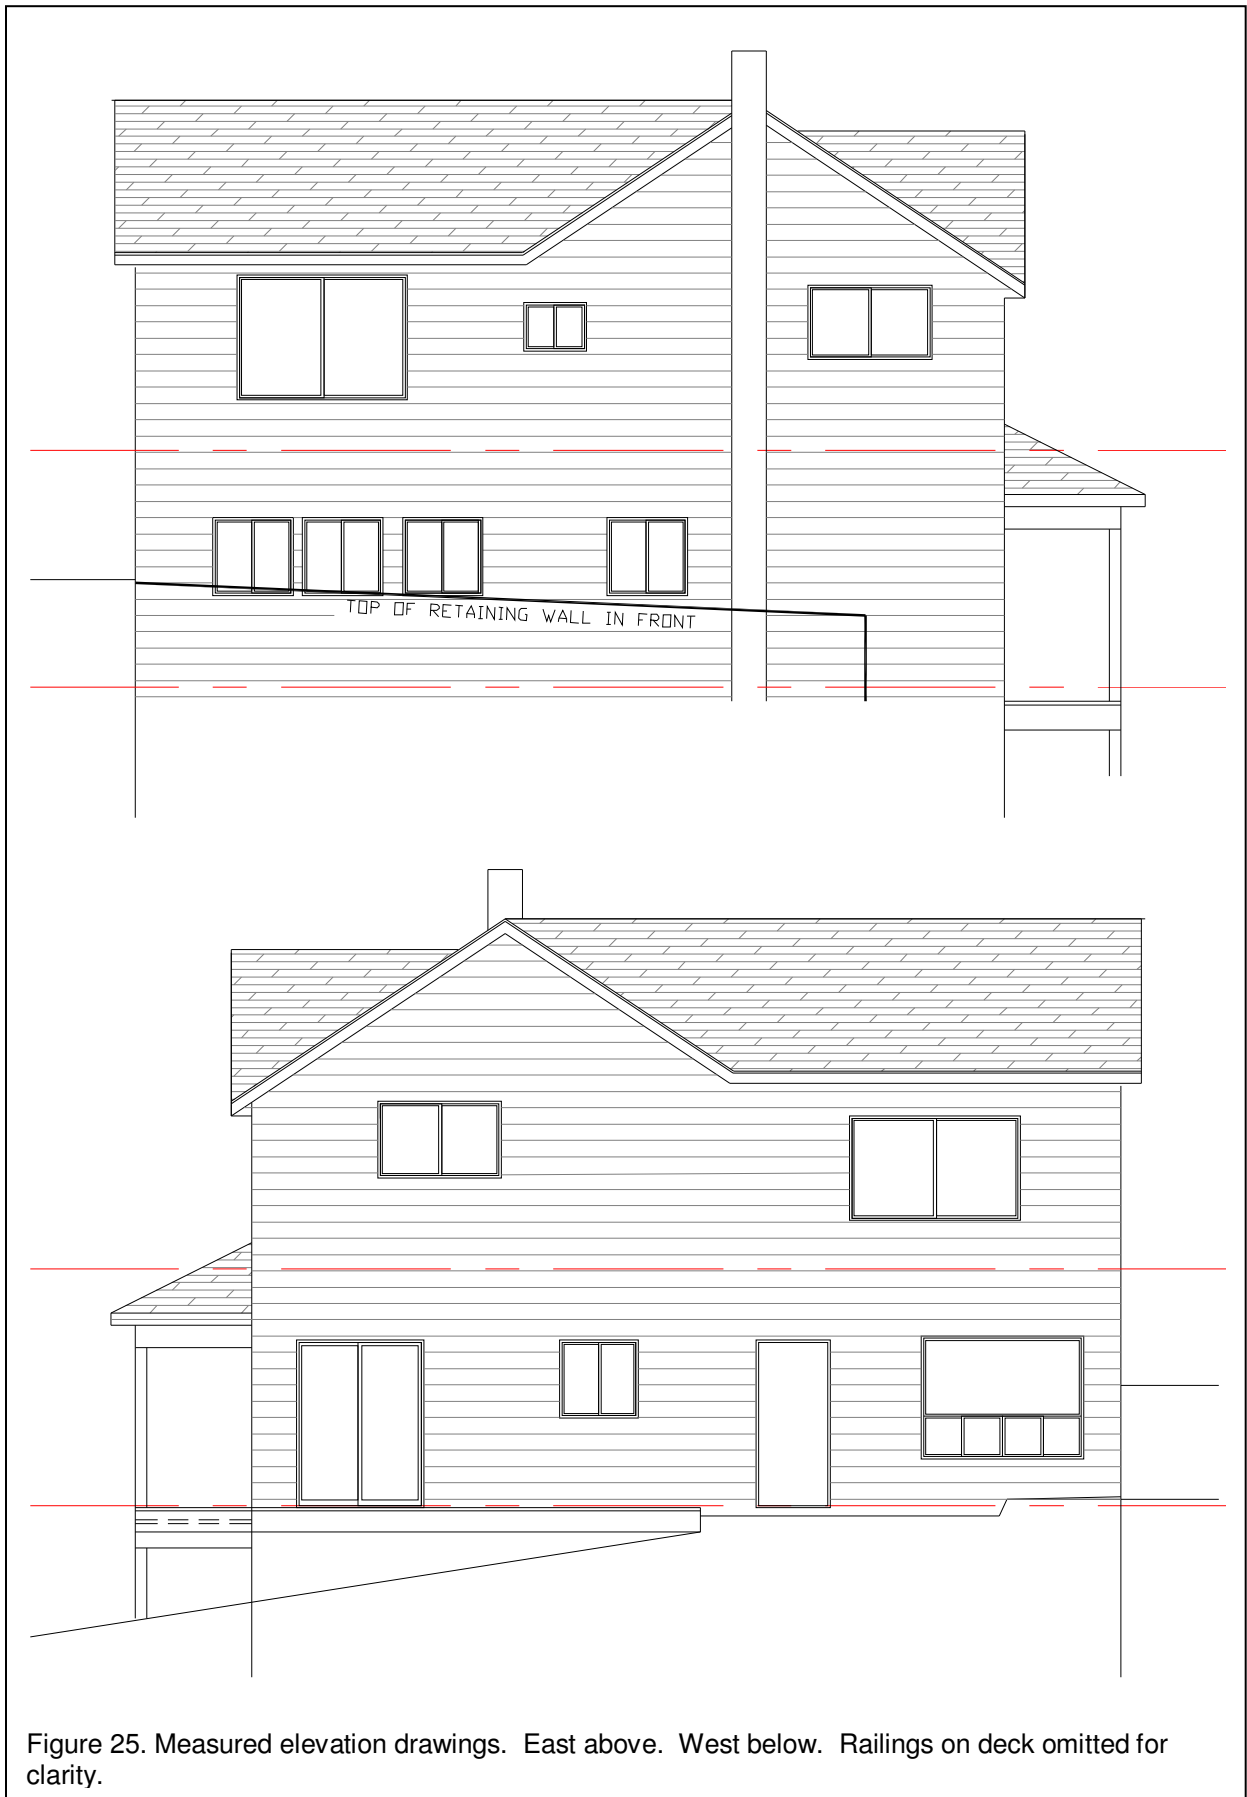 TOP OF RETAINING WALL IN FRONT
Figure 25. Measured elevation drawings.  East above.  West below.  Railings on deck omitted for
clarity.